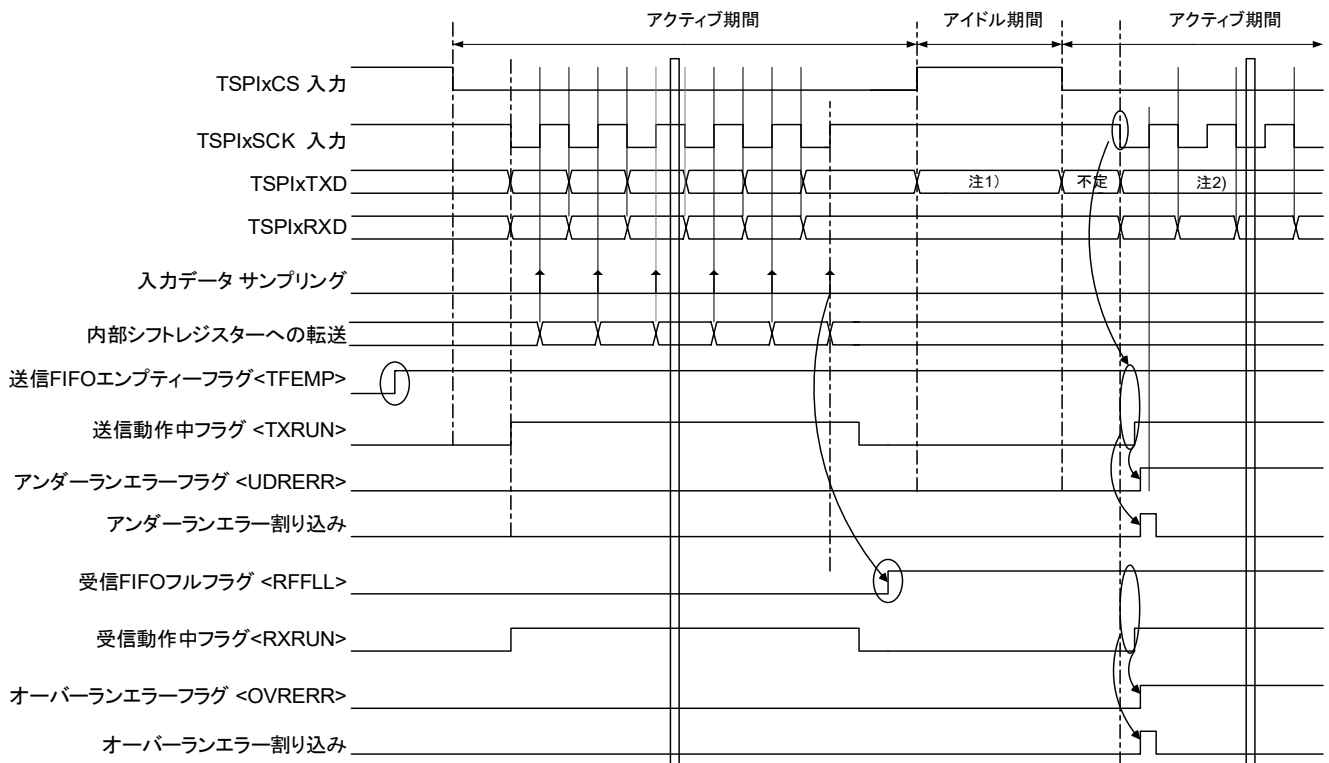 アクティブ期間 アイドル期間 アクティブ期間
TSPIxCS 入力
TSPIxSCK 入力
TSPIxTXD 注1） 不定 注2)
TSPIxRXD
入力データ サンプリング
内部シフトレジスターへの転送
送信FIFOエンプティーフラグ<TFEMP>
送信動作中フラグ <TXRUN>
アンダーランエラーフラグ <UDRERR>
アンダーランエラー割り込み
受信FIFOフルフラグ <RFFLL>
受信動作中フラグ<RXRUN>
オーバーランエラーフラグ <OVRERR>
オーバーランエラー割り込み